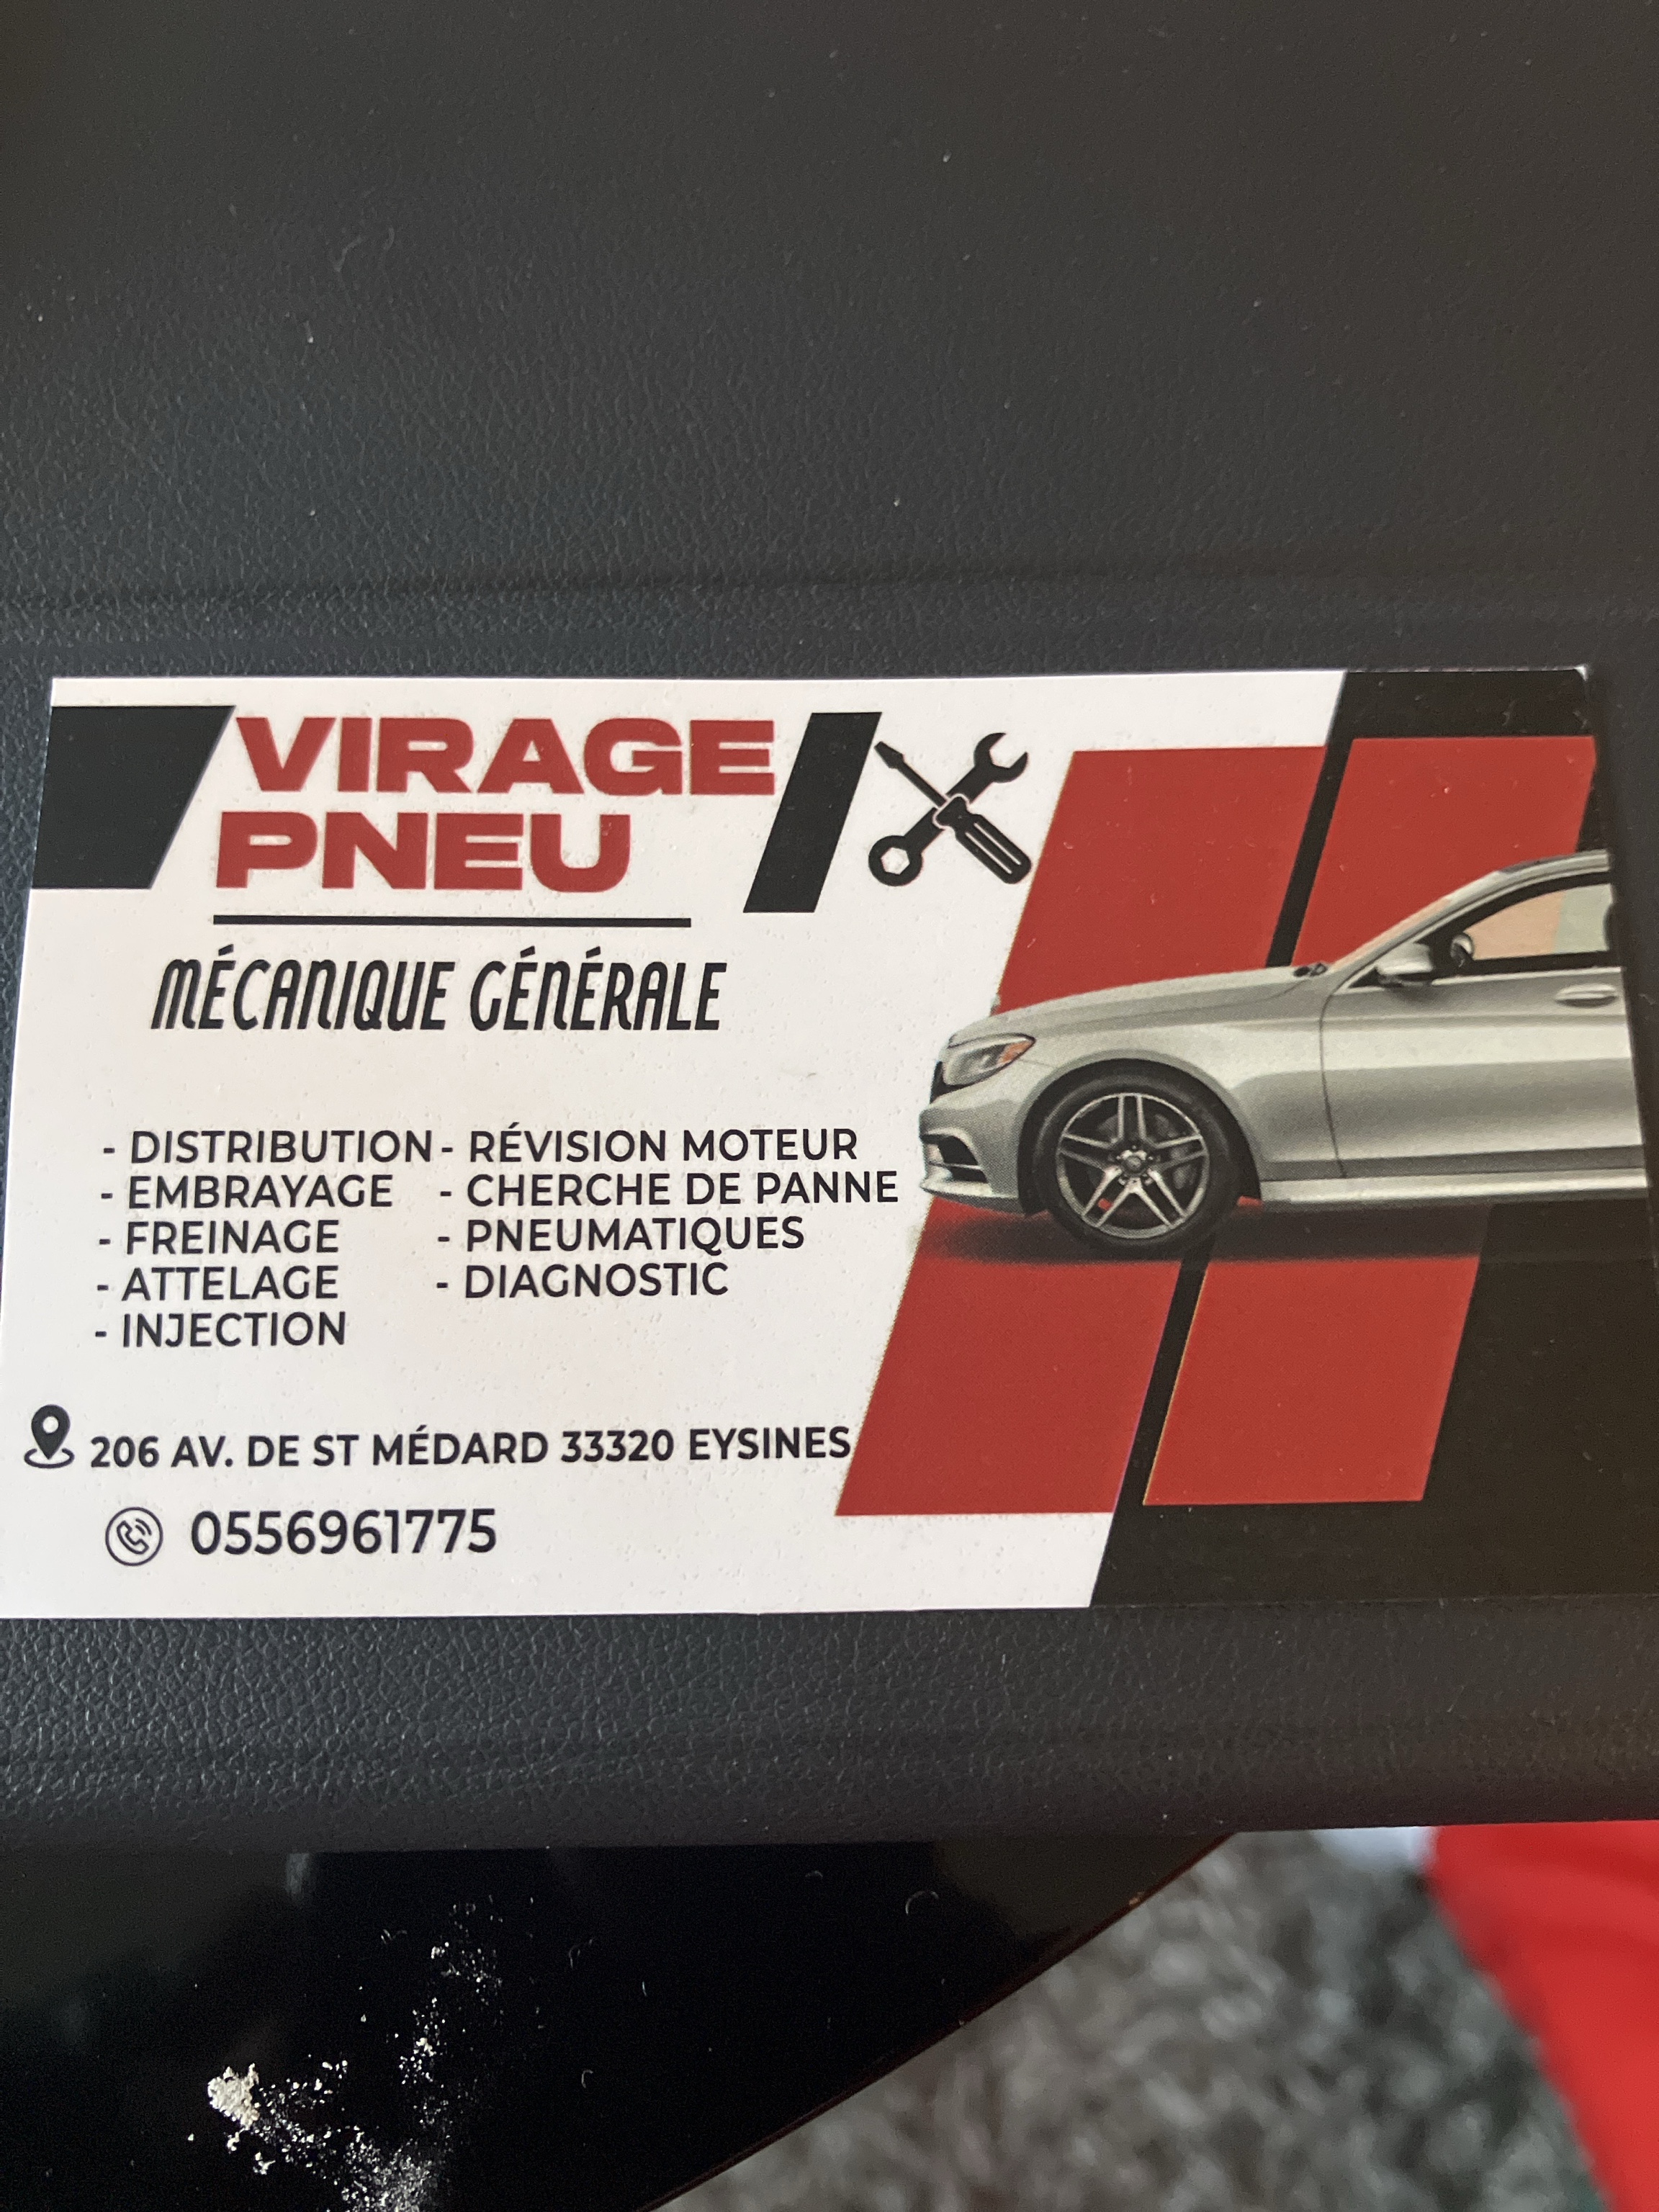 VIRAGE
PNEU
MÉCANIQUE GÉNÉRALE
- DISTRIBUTION
- EMBRAYAGE
- FREINAGE
- ATTELAGE
- INJECTION
- RÉVISION MOTEUR
- CHERCHE DE PANNE
- PNEUMATIQUES
- DIAGNOSTIC
206 AV. DE ST MÉDARD 33320 EYSINES
0556961775